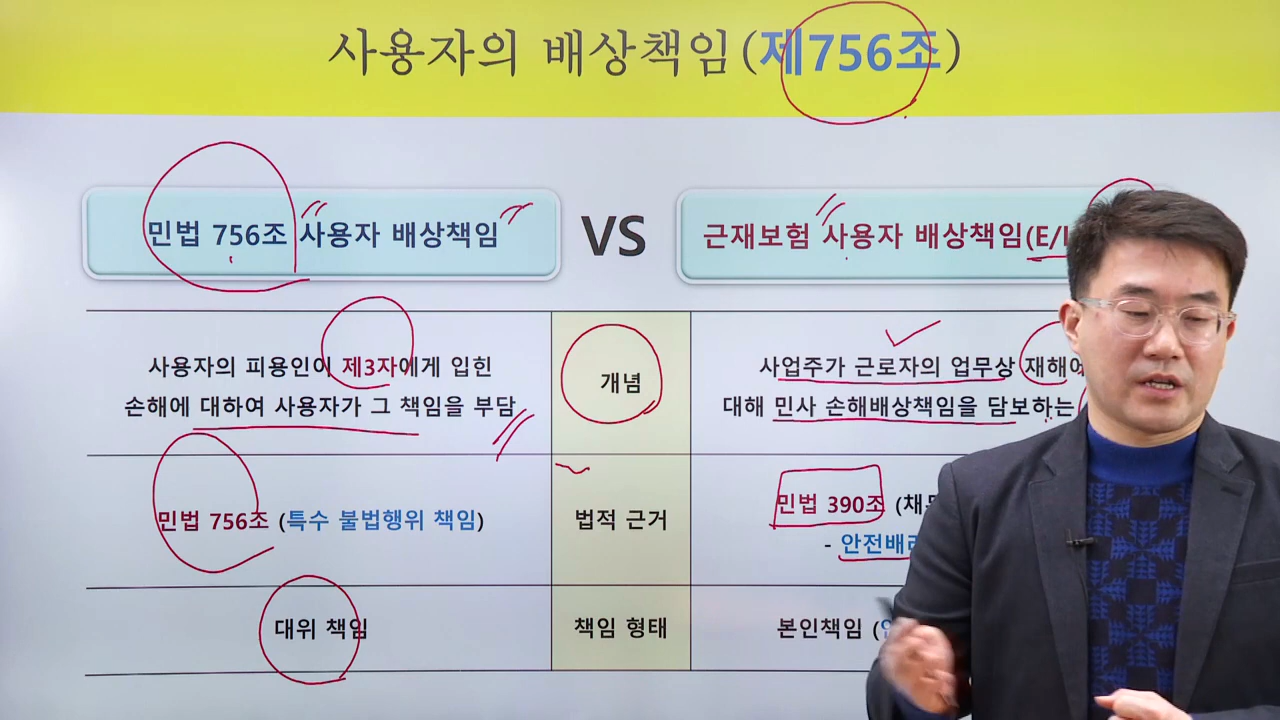 사용자의 배상책임(제756조)
민법 756조 사용자 배상책임
VS
근재보험 사용자 배상책임(E/
사용자의 피용인이 제3자에게 입힌
손해에 대하여 사용자가 그 책임을 부담
개념
사업주가 근로자의 업무상 재해에
대해 민사 손해배상책임을 담보하는
민법 756조 (특수 불법행위 책임)
법적 근거
민법 390조 (채무
- 안전배려
대위 책임
책임 형태
본인책임 (